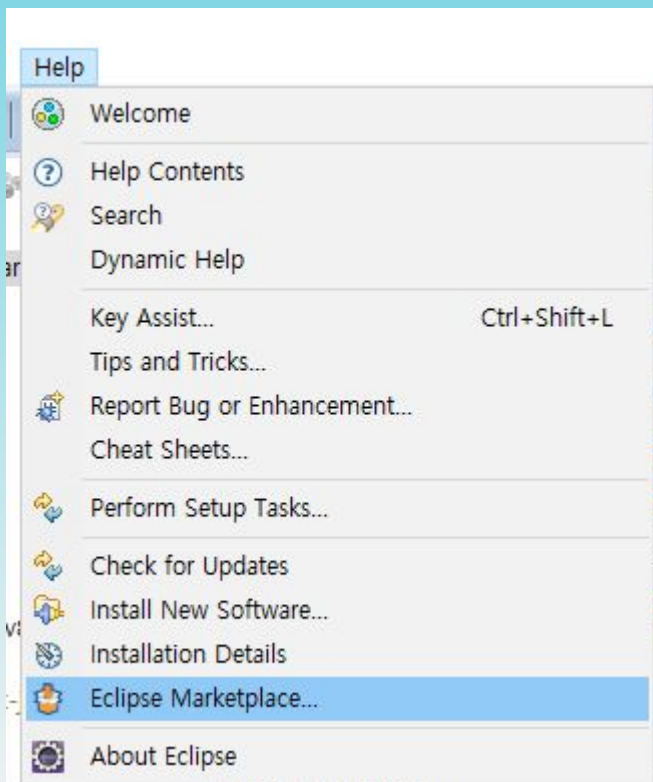 Help
Welcome
Help Contents
Search
Dynamic Help
Key Assist... Ctrl+Shift+L
Tips and Tricks...
Report Bug or Enhancement...
Cheat Sheets...
Perform Setup Tasks...
Check for Updates
Install New Software...
Installation Details
Eclipse Marketplace...
About Eclipse